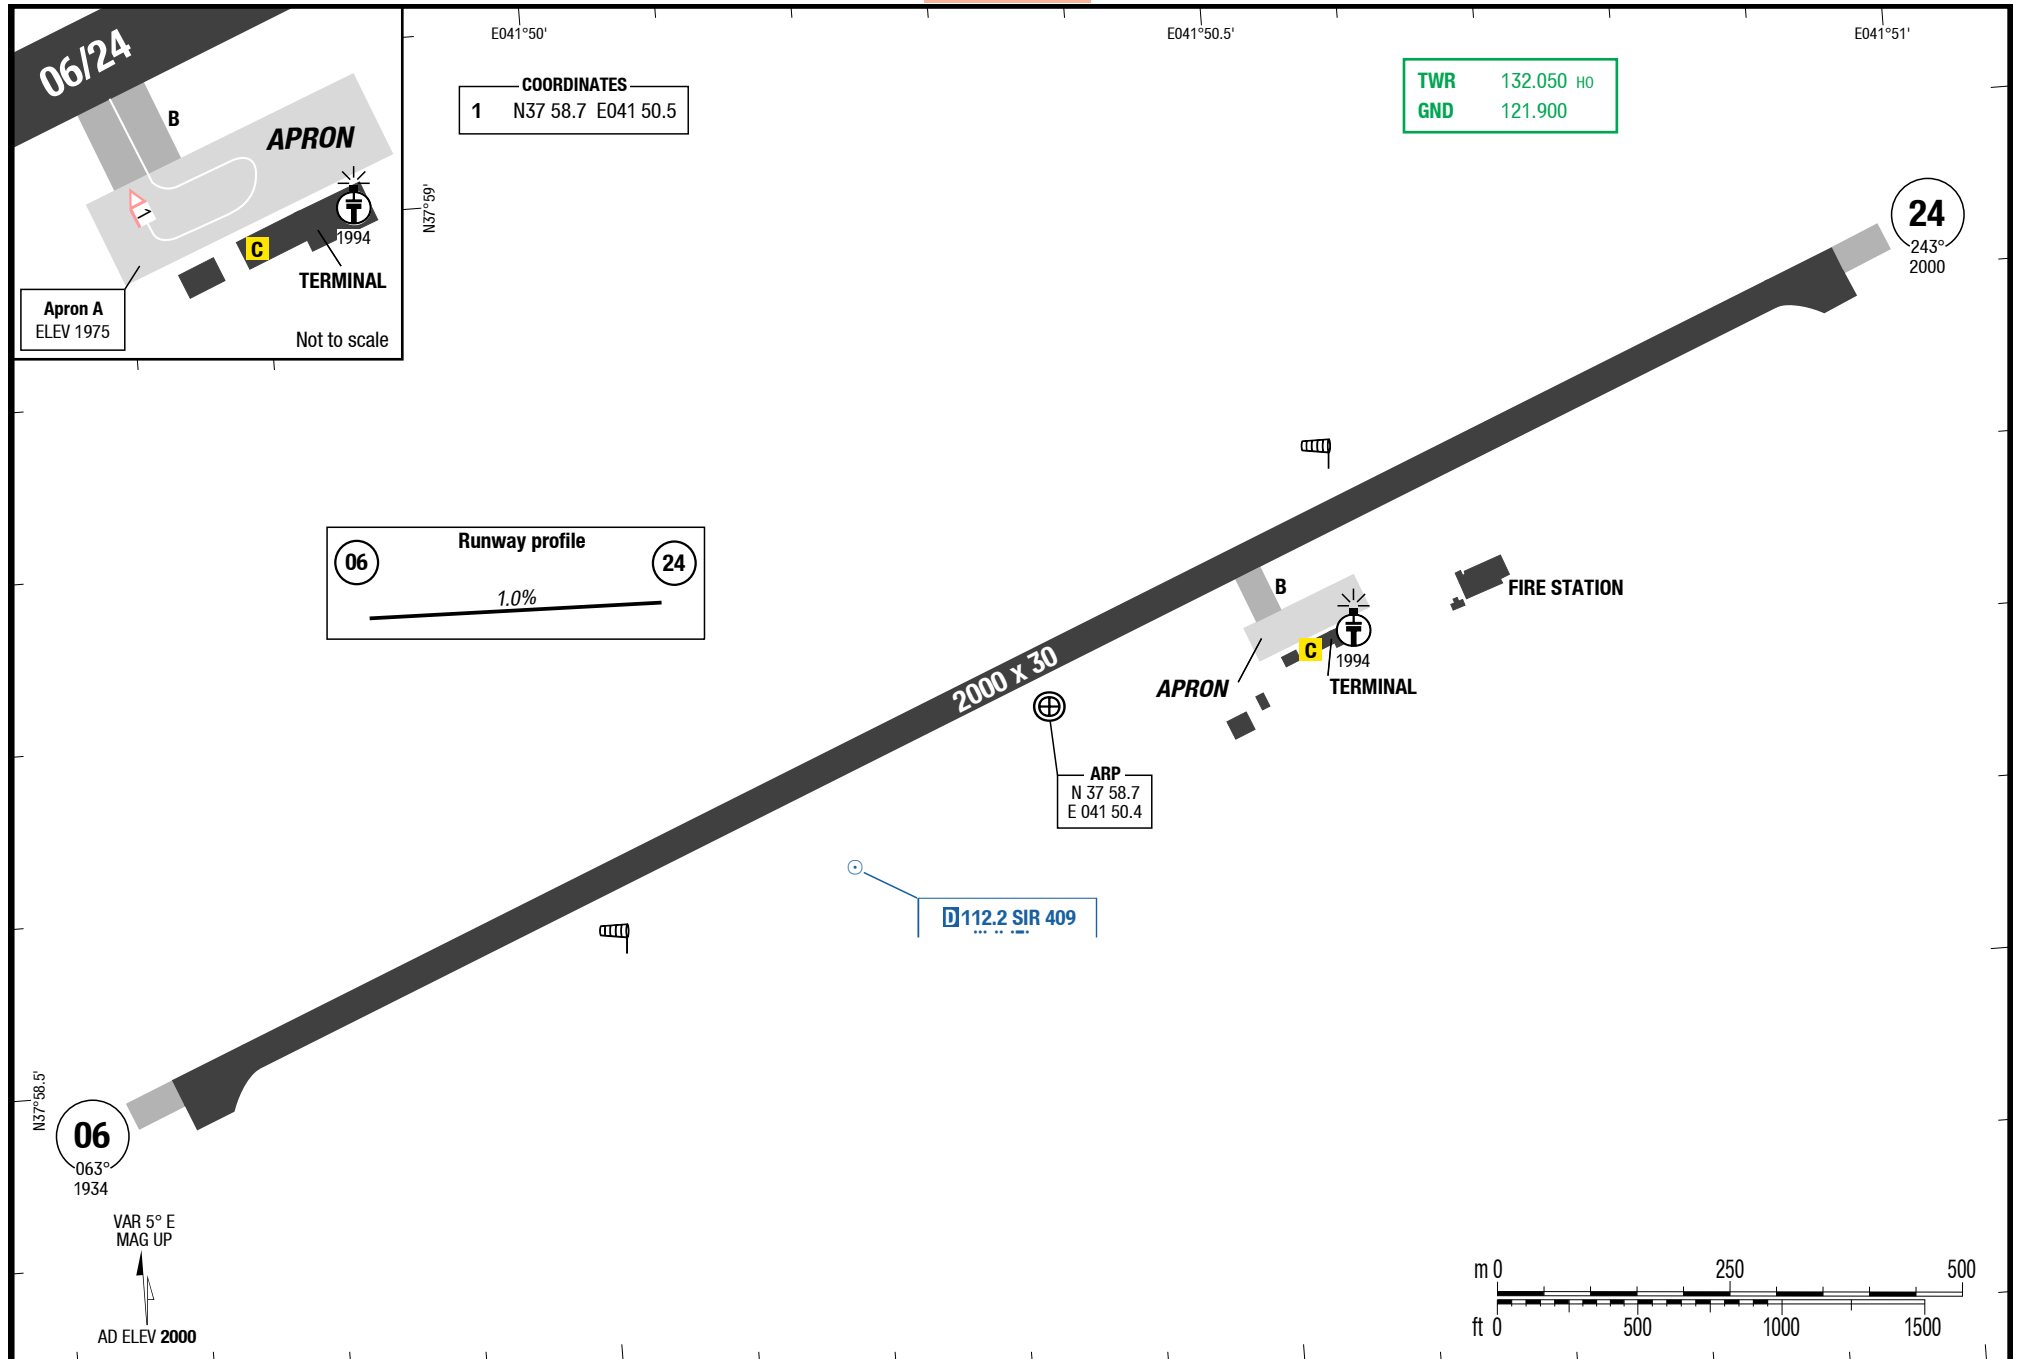 E041°50'
E041°50.5'
E041°51'
06/24
B
APRON
1
C
1994
TERMINAL
Apron A
ELEV 1975
Not to scale
N37°59'
COORDINATES
1 N37 58.7 E041 50.5
TWR 132.050 HO
GND 121.900
24
243°
2000
Runway profile
06
24
1.0%
2000 x 30
B
FIRE STATION
C
1994
APRON
TERMINAL
ARP
N 37 58.7
E 041 50.4
D 112.2 SIR 409
N37°58.5'
06
063°
1934
VAR 5° E
MAG UP
AD ELEV 2000
m 0 250 500
ft 0 500 1000 1500